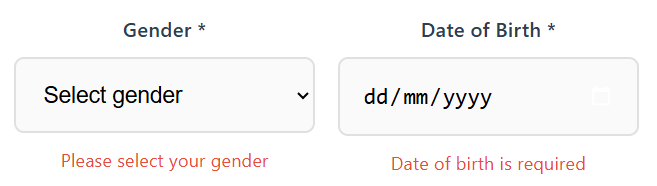 Gender *
Select gender
Please select your gender
Date of Birth *
dd/mm/yyyy
Date of birth is required